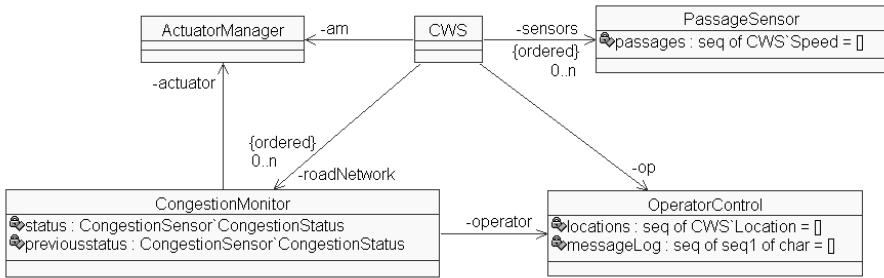 ActuatorManager
-am
CWS
-sensors
{ordered}
0..n
PassageSensor
passages : seq of CWS`Speed = []
-actuator
{ordered}
0..n
-roadNetwork
-op
CongestionMonitor
status : CongestionSensor`CongestionStatus
previousstatus : CongestionSensor`CongestionStatus
-operator
OperatorControl
locations : seq of CWS`Location = []
messageLog : seq of seq1 of char = []